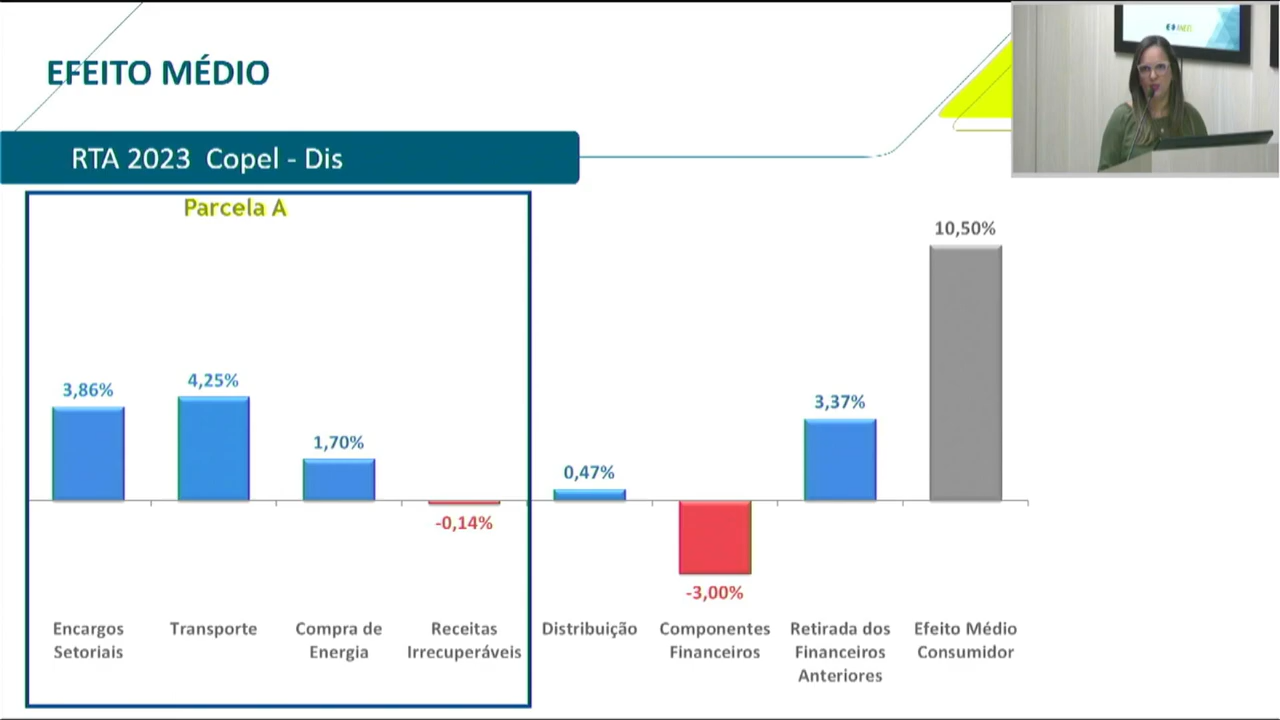 EFEITO MÉDIO
RTA 2023 Copel - Dis
Parcela A
3,86%
4,25%
1,70%
-0,14%
0,47%
-3,00%
3,37%
10,50%
Encargos
Setoriais
Transporte
Compra de
Energia
Receitas
Irrecuperáveis
Distribuição
Componentes
Financeiros
Retirada dos
Financeiros
Anteriores
Efeito Médio
Consumidor